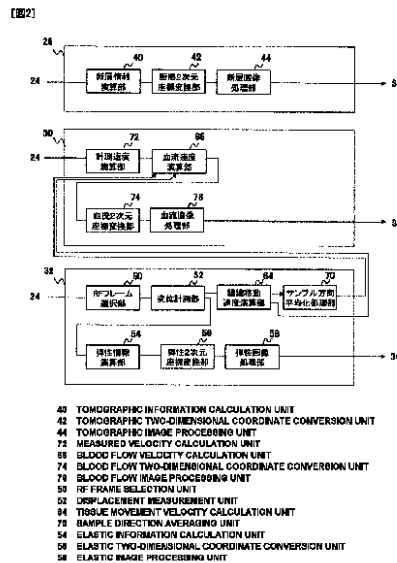 [図2]
26
40 42 44
24 断層情報演算部 断層2次元座標変換部 断層画像処理部
30
72 66
24 計測速度演算部 血流速度演算部
74 76
血流2次元座標変換部 血流画像処理部
32
50 52 64 70
24 RFフレーム選択部 変位計測部 組織移動速度演算部 サンプル方向平均化処理部
54 56 58
弾性情報演算部 弾性2次元座標変換部 弾性画像処理部
40 TOMOGRAPHIC INFORMATION CALCULATION UNIT
42 TOMOGRAPHIC TWO-DIMENSIONAL COORDINATE CONVERSION UNIT
44 TOMOGRAPHIC IMAGE PROCESSING UNIT
72 MEASURED VELOCITY CALCULATION UNIT
66 BLOOD FLOW VELOCITY CALCULATION UNIT
74 BLOOD FLOW TWO-DIMENSIONAL COORDINATE CONVERSION UNIT
76 BLOOD FLOW IMAGE PROCESSING UNIT
50 RF FRAME SELECTION UNIT
52 DISPLACEMENT MEASUREMENT UNIT
64 TISSUE MOVEMENT VELOCITY CALCULATION UNIT
70 SAMPLE DIRECTION AVERAGING UNIT
54 ELASTIC INFORMATION CALCULATION UNIT
56 ELASTIC TWO-DIMENSIONAL COORDINATE CONVERSION UNIT
58 ELASTIC IMAGE PROCESSING UNIT